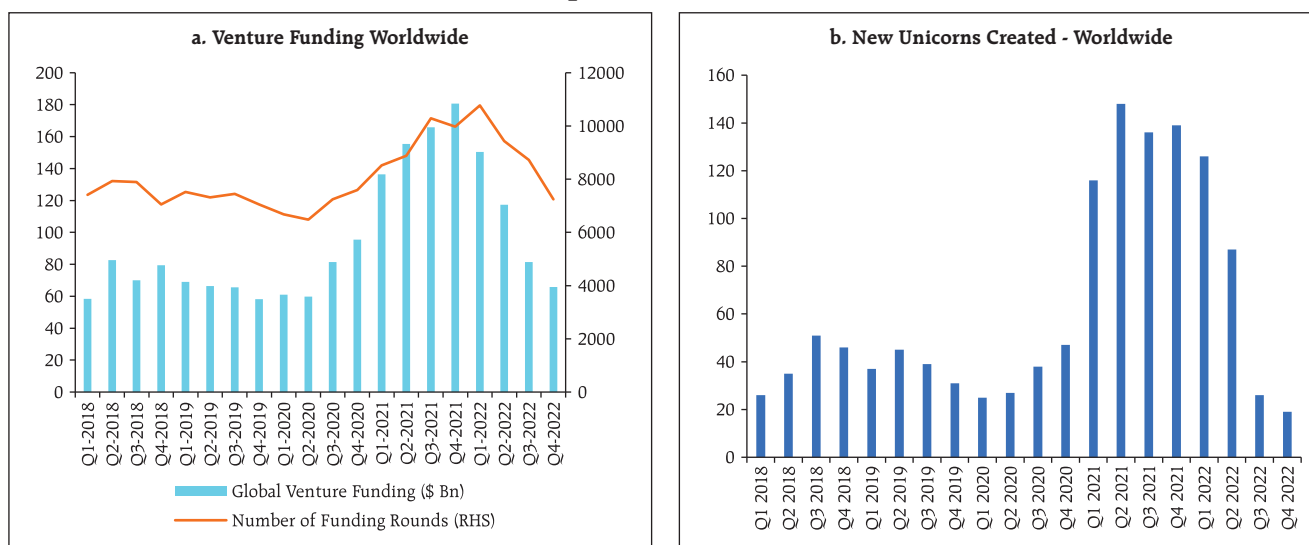 a. Venture Funding Worldwide
200
180
160
140
120
100
80
60
40
20
0
12000
10000
8000
6000
4000
2000
0
Q1-2018
Q2-2018
Q3-2018
Q4-2018
Q1-2019
Q2-2019
Q3-2019
Q4-2019
Q1-2020
Q2-2020
Q3-2020
Q4-2020
Q1-2021
Q2-2021
Q3-2021
Q4-2021
Q1-2022
Q2-2022
Q3-2022
Q4-2022
Global Venture Funding ($ Bn)
Number of Funding Rounds (RHS)
b. New Unicorns Created - Worldwide
160
140
120
100
80
60
40
20
0
Q1 2018
Q2 2018
Q3 2018
Q4 2018
Q1 2019
Q2 2019
Q3 2019
Q4 2019
Q1 2020
Q2 2020
Q3 2020
Q4 2020
Q1 2021
Q2 2021
Q3 2021
Q4 2021
Q1 2022
Q2 2022
Q3 2022
Q4 2022